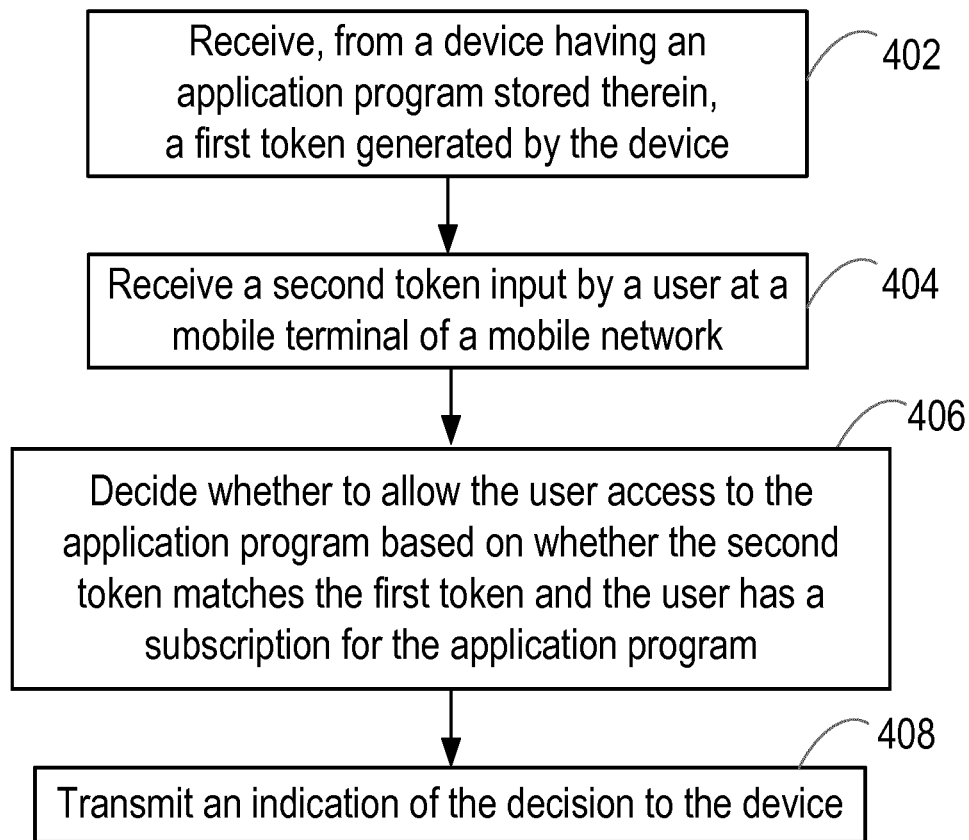 Receive, from a device having an
application program stored therein,
a first token generated by the device
402
Receive a second token input by a user at a
mobile terminal of a mobile network
404
Decide whether to allow the user access to the
application program based on whether the second
token matches the first token and the user has a
subscription for the application program
406
Transmit an indication of the decision to the device
408